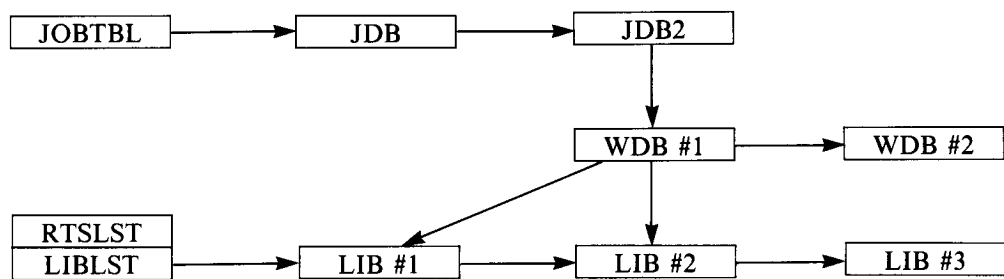 JOBTBL
JDB
JDB2
WDB #1
WDB #2
RTSLST
LIBLST
LIB #1
LIB #2
LIB #3